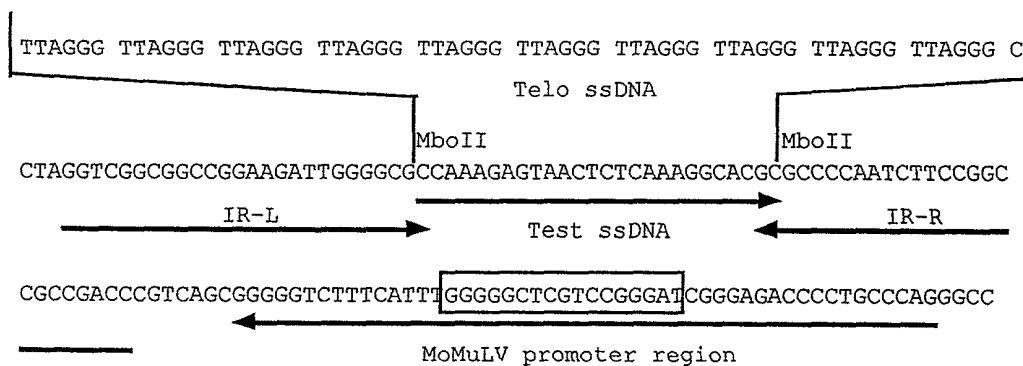 TTAGGG TTAGGG TTAGGG TTAGGG TTAGGG TTAGGG TTAGGG TTAGGG TTAGGG TTAGGG C
Telo ssDNA
MboII MboII
CTAGGTCGGCGGCCGGAAGATTGGGGCGCCAAAGAGTAACTCTCAAAGGCACGCGCCCCAATCTTCCGGC
IR-L Test ssDNA IR-R
CGCCGACCCGTCAGCGGGGGTCTTTCATTTGGGGGCTCGTCCGGGATCGGGAGACCCCTGCCCAGGGCC
MoMuLV promoter region